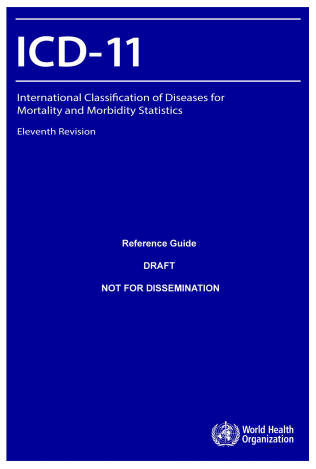 ICD-11
International Classification of Diseases for
Mortality and Morbidity Statistics
Eleventh Revision
Reference Guide
DRAFT
NOT FOR DISSEMINATION
World Health
Organization